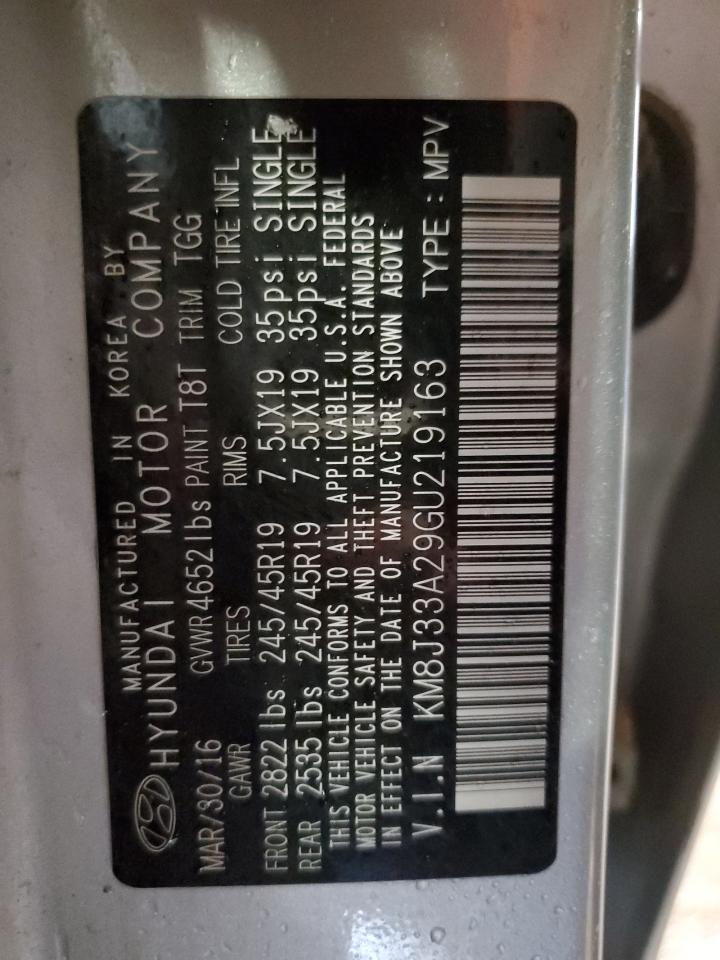 MANUFACTURED IN KOREA BY
HYUNDAI MOTOR COMPANY
MAR/30/16 GVWR 4652 lbs PAINT T8T TRIM TGG
GAWR TIRES RIMS COLD TIRE INFL
FRONT 2822 lbs 245/45R19 7.5JX19 35psi SINGLE
REAR 2535 lbs 245/45R19 7.5JX19 35psi SINGLE
THIS VEHICLE CONFORMS TO ALL APPLICABLE U.S.A. FEDERAL
MOTOR VEHICLE SAFETY AND THEFT PREVENTION STANDARDS
IN EFFECT ON THE DATE OF MANUFACTURE SHOWN ABOVE
V.I.N KM8J33A29GU219163 TYPE : MPV